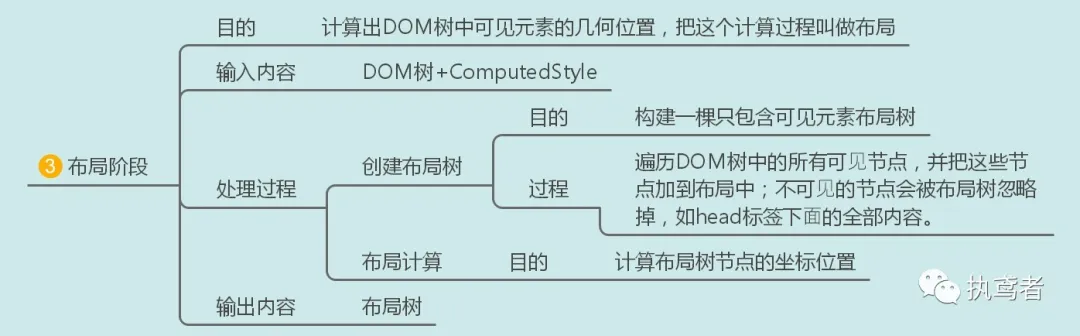 目的
计算出DOM树中可见元素的几何位置，把这个计算过程叫做布局
输入内容
DOM树+ComputedStyle
3 布局阶段
处理过程
创建布局树
目的
构建一棵只包含可见元素布局树
过程
遍历DOM树中的所有可见节点，并把这些节
点加到布局中；不可见的节点会被布局树忽略
掉，如head标签下面的全部内容。
布局计算
目的
计算布局树节点的坐标位置
输出内容
布局树
执鸢者